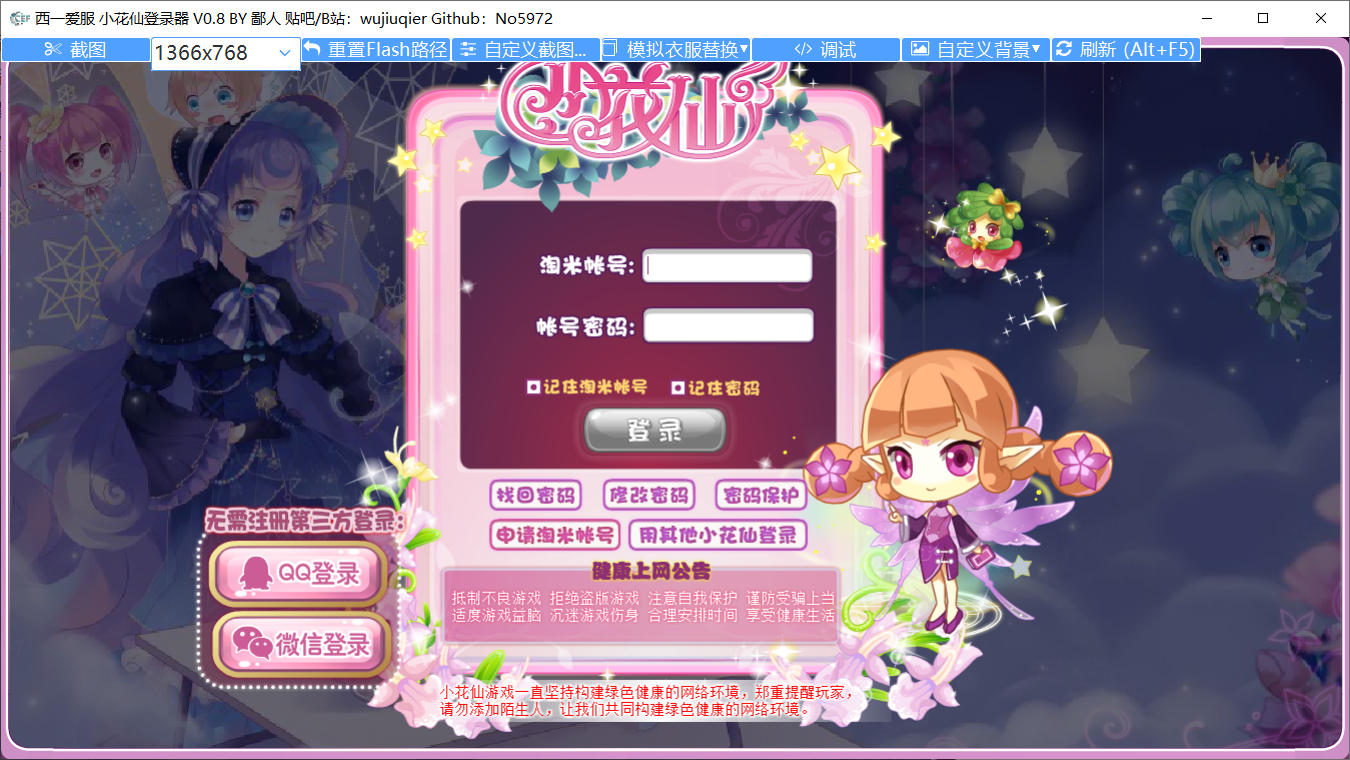 西一爱服 小花仙登录器 V0.8 BY 鄙人 贴吧/B站：wujiuqier Github：No5972
截图
1366x768
重置Flash路径
自定义截图...
模拟衣服替换▾
</> 调试
自定义背景▾
刷新 (Alt+F5)
小花仙
淘米帐号:
帐号密码:
记住淘米帐号 记住密码
登录
找回密码 修改密码 密码保护
申请淘米帐号 用其他小花仙登录
无需注册第三方登录:
QQ登录
微信登录
健康上网公告
抵制不良游戏 拒绝盗版游戏 注意自我保护 谨防受骗上当
适度游戏益脑 沉迷游戏伤身 合理安排时间 享受健康生活
小花仙游戏一直坚持构建绿色健康的网络环境，郑重提醒玩家，
请勿添加陌生人，让我们共同构建绿色健康的网络环境。